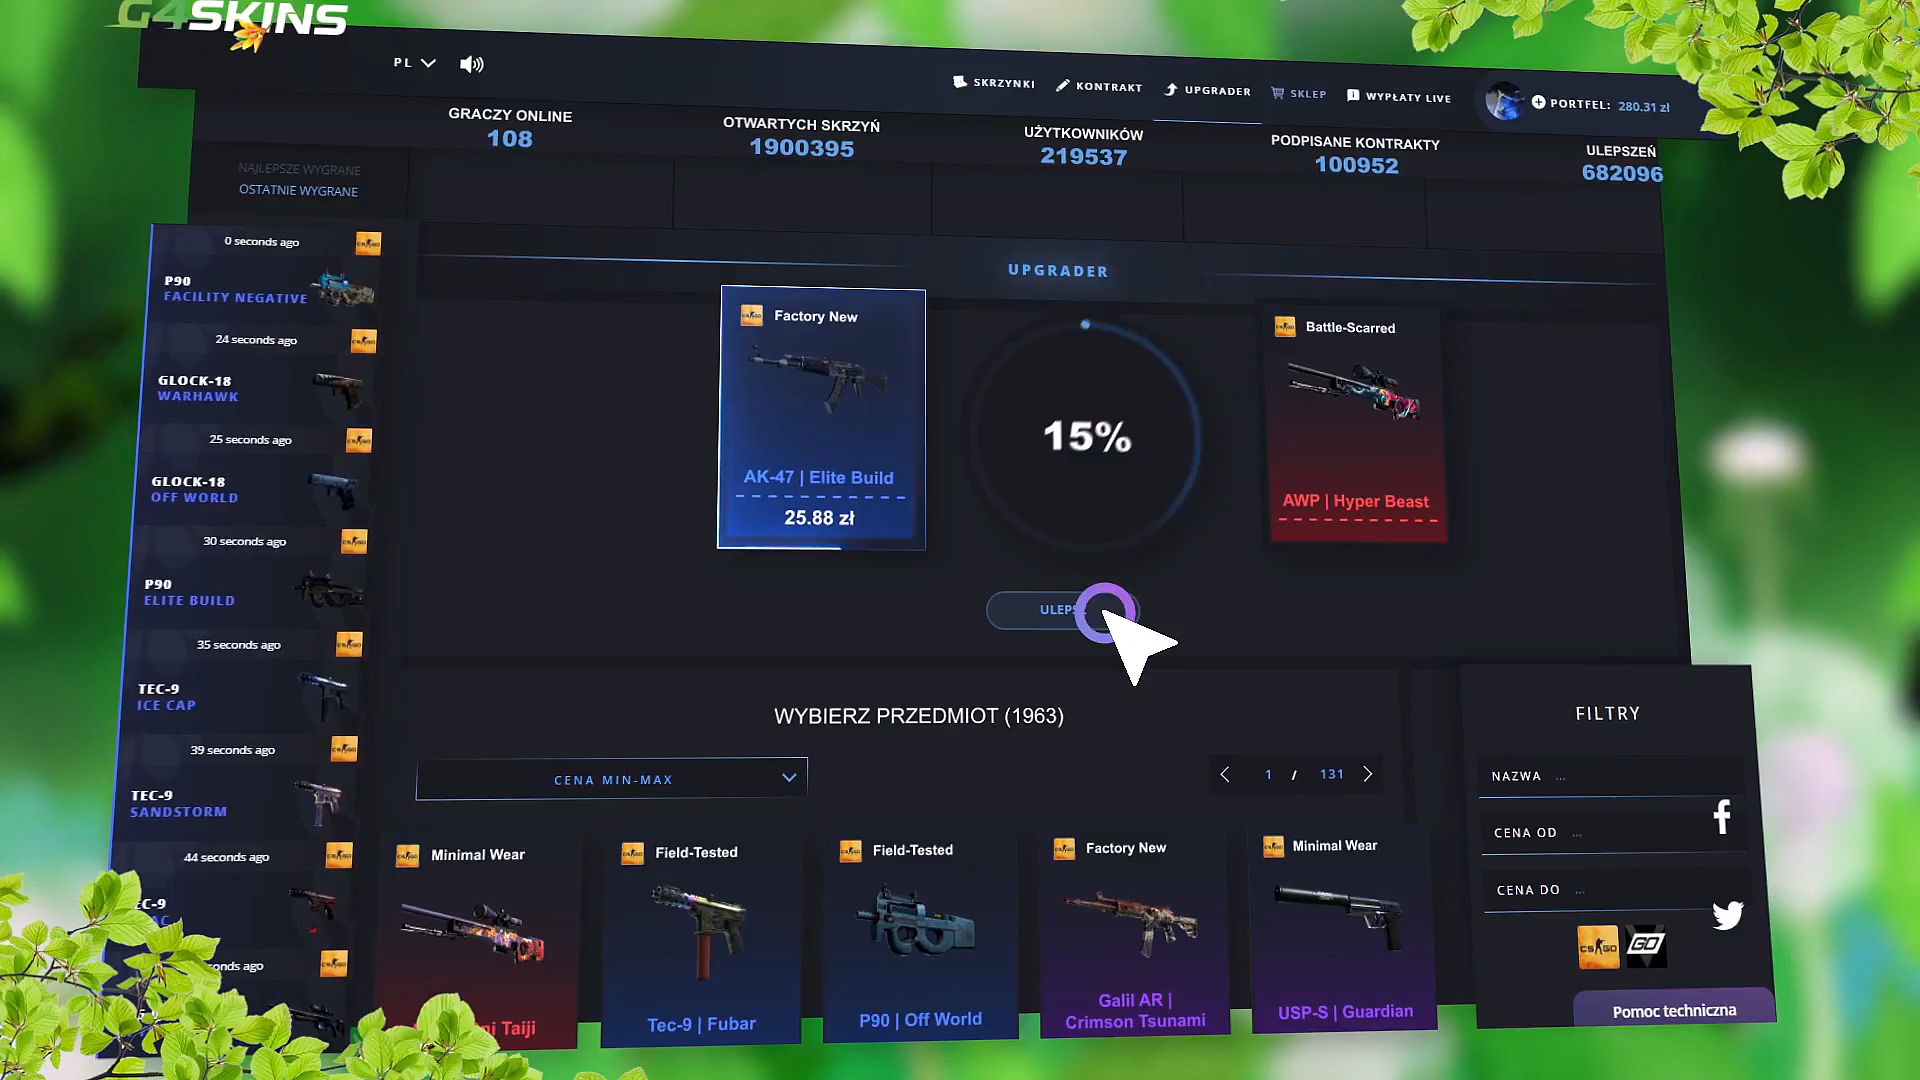 G4SKINS
PL
SKRZYNKI
KONTRAKT
UPGRADER
SKLEP
WYPŁATY LIVE
PORTFEL: 280.31 zł
GRACZY ONLINE
108
OTWARTYCH SKRZYŃ
1900395
UŻYTKOWNIKÓW
219537
PODPISANE KONTRAKTY
100952
ULEPSZEŃ
682096
NAJLEPSZE WYGRANE
OSTATNIE WYGRANE
0 seconds ago
P90
FACILITY NEGATIVE
24 seconds ago
GLOCK-18
WARHAWK
25 seconds ago
GLOCK-18
OFF WORLD
30 seconds ago
P90
ELITE BUILD
35 seconds ago
TEC-9
ICE CAP
39 seconds ago
TEC-9
SANDSTORM
44 seconds ago
UPGRADER
Factory New
AK-47 | Elite Build
25.88 zł
15%
Battle-Scarred
AWP | Hyper Beast
WYBIERZ PRZEDMIOT (1963)
CENA MIN-MAX
1 / 131
Minimal Wear
Taiji
Field-Tested
Tec-9 | Fubar
Field-Tested
P90 | Off World
Factory New
Galil AR |
Crimson Tsunami
Minimal Wear
USP-S | Guardian
FILTRY
NAZWA ...
CENA OD ...
CENA DO ...
CS GO
GO
Pomoc techniczna